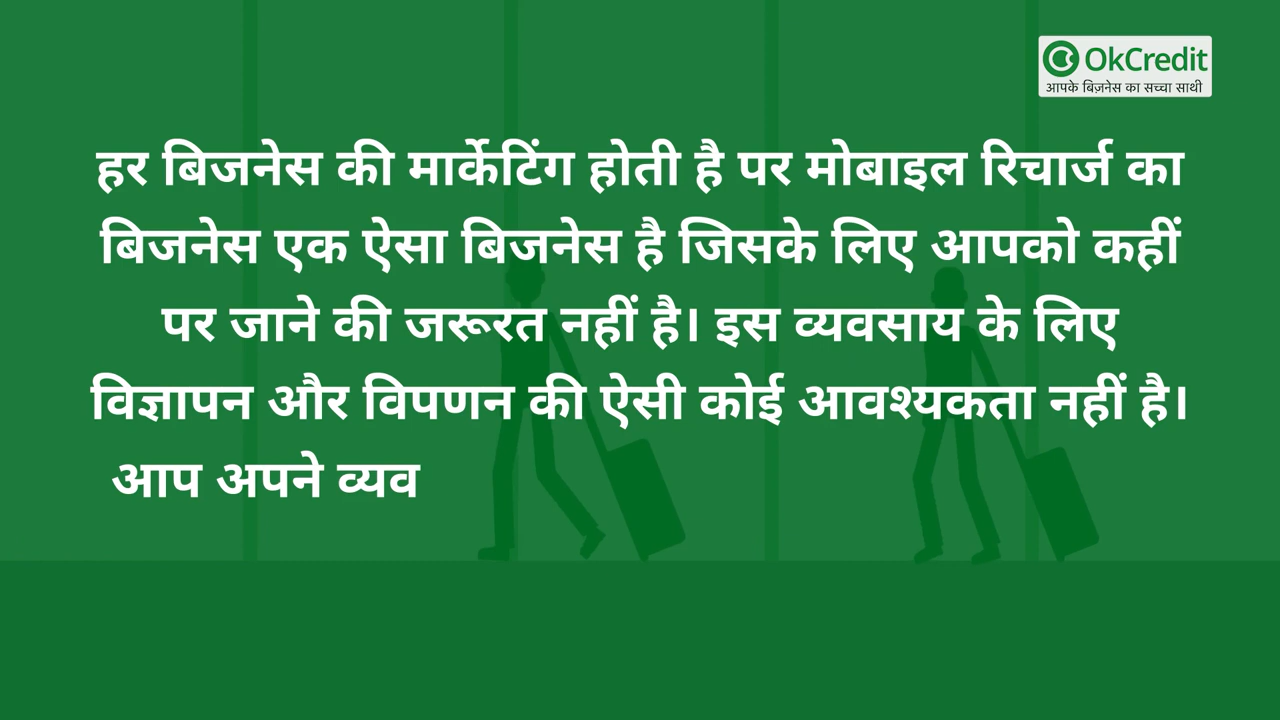 OkCredit
आपके बिज़नेस का सच्चा साथी
हर बिजनेस की मार्केटिंग होती है पर मोबाइल रिचार्ज का
बिजनेस एक ऐसा बिजनेस है जिसके लिए आपको कहीं
पर जाने की जरूरत नहीं है। इस व्यवसाय के लिए
विज्ञापन और विपणन की ऐसी कोई आवश्यकता नहीं है।
आप अपने व्यव